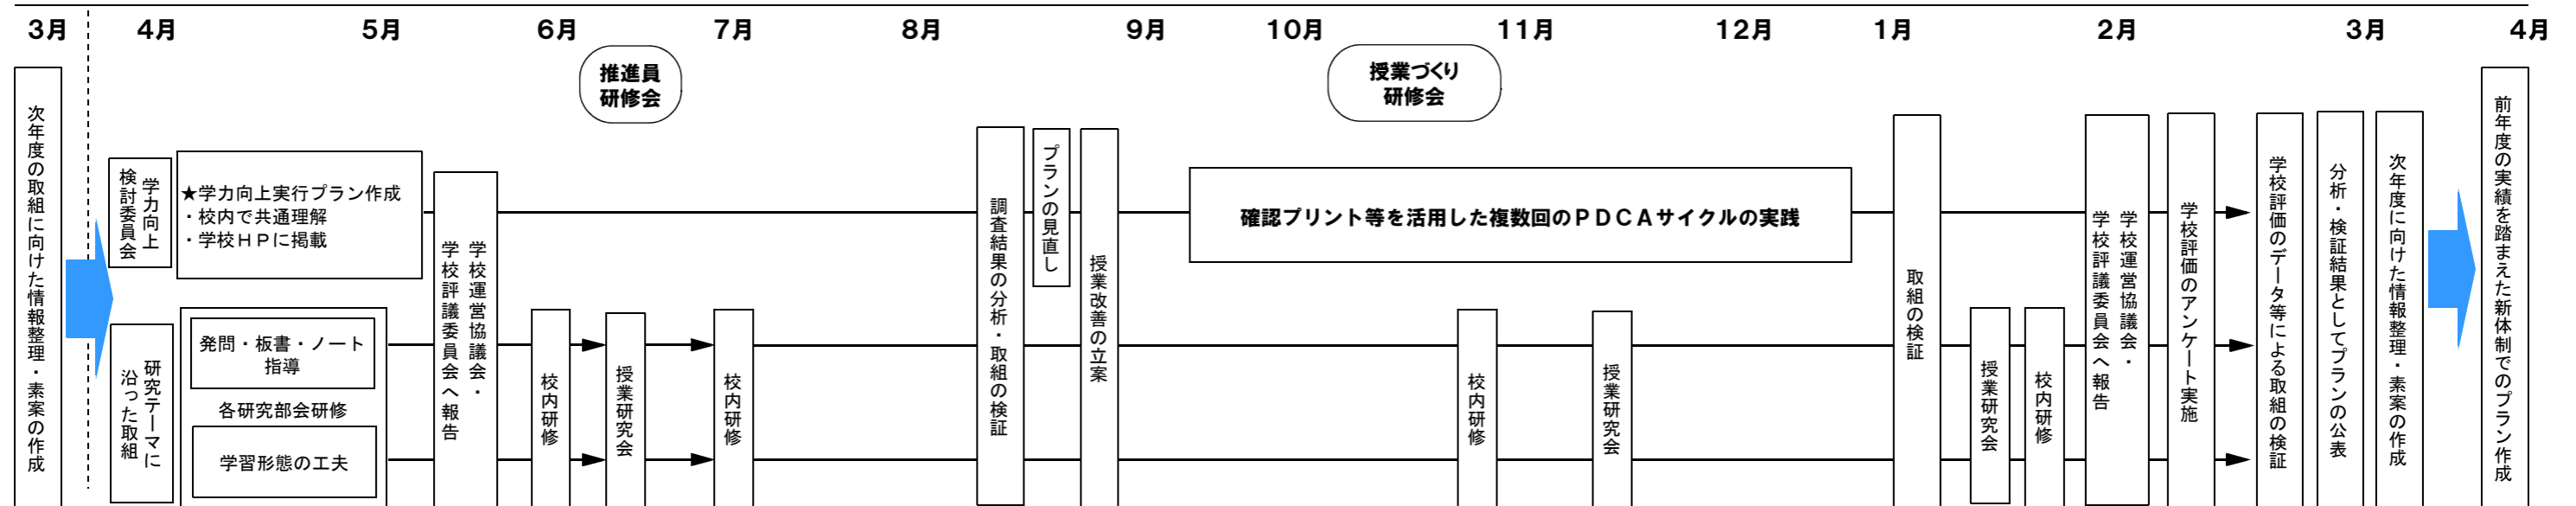 3月
4月
5月
6月
7月
8月
9月
10月
11月
12月
1月
2月
3月
4月
推進員
研修会
授業づくり
研修会
次年度の取組に向けた情報整理・素案の作成
学力向上
検討委員会
★学力向上実行プラン作成
・校内で共通理解
・学校HPに掲載
研究テーマに
沿った取組
発問・板書・ノート
指導
各研究部会研修
学習形態の工夫
学校運営協議会・
学校評議委員会へ報告
校内研修
授業研究会
校内研修
調査結果の分析・取組の検証
プランの見直し
授業改善の立案
確認プリント等を活用した複数回のPDCAサイクルの実践
校内研修
授業研究会
取組の検証
授業研究会
校内研修
学校運営協議会・
学校評議委員会へ報告
学校評価のアンケート実施
学校評価のデータ等による取組の検証
分析・検証結果としてプランの公表
次年度に向けた情報整理・素案の作成
前年度の実績を踏まえた新体制でのプラン作成